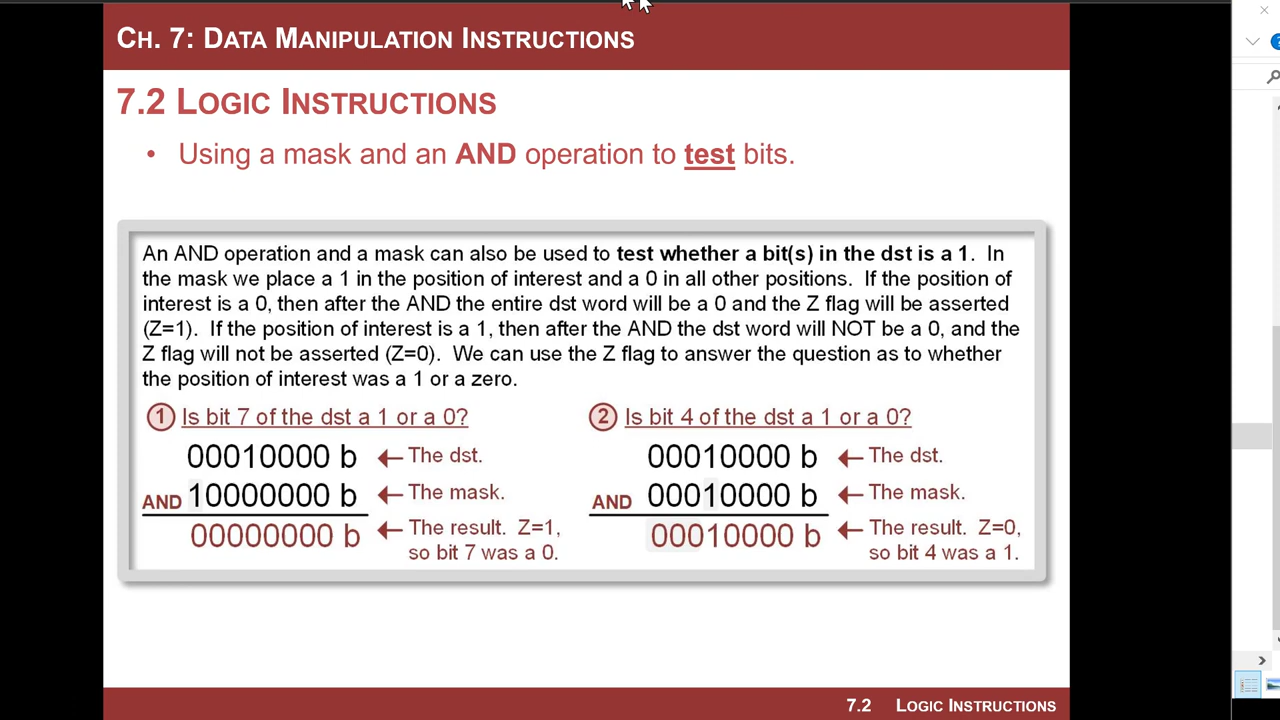 CH. 7: DATA MANIPULATION INSTRUCTIONS
7.2 LOGIC INSTRUCTIONS
• Using a mask and an AND operation to test bits.
An AND operation and a mask can also be used to test whether a bit(s) in the dst is a 1. In
the mask we place a 1 in the position of interest and a 0 in all other positions. If the position of
interest is a 0, then after the AND the entire dst word will be a 0 and the Z flag will be asserted
(Z=1). If the position of interest is a 1, then after the AND the dst word will NOT be a 0, and the
Z flag will not be asserted (Z=0). We can use the Z flag to answer the question as to whether
the position of interest was a 1 or a zero.
1 Is bit 7 of the dst a 1 or a 0?
00010000 b The dst.
AND 10000000 b The mask.
00000000 b The result. Z=1,
so bit 7 was a 0.
2 Is bit 4 of the dst a 1 or a 0?
00010000 b The dst.
AND 00010000 b The mask.
00010000 b The result. Z=0,
so bit 4 was a 1.
7.2 LOGIC INSTRUCTIONS